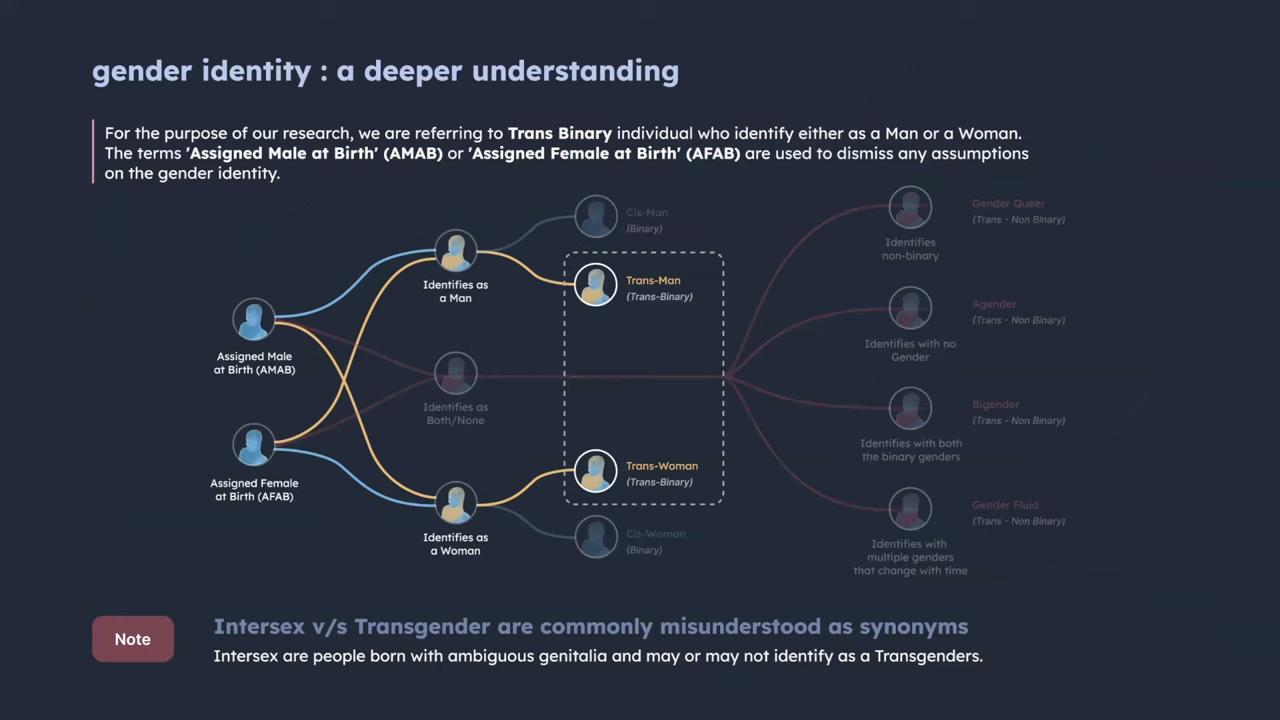 gender identity : a deeper understanding
For the purpose of our research, we are referring to Trans Binary individual who identify either as a Man or a Woman.
The terms 'Assigned Male at Birth' (AMAB) or 'Assigned Female at Birth' (AFAB) are used to dismiss any assumptions
on the gender identity.
Cis-Man
(Binary)
Gender Queer
(Trans - Non Binary)
Identifies
non-binary
Identifies as
a Man
Trans-Man
(Trans-Binary)
Agender
(Trans - Non Binary)
Identifies with no
Gender
Assigned Male
at Birth (AMAB)
Identifies as
Both/None
Bigender
(Trans - Non Binary)
Identifies with both
the binary genders
Assigned Female
at Birth (AFAB)
Trans-Woman
(Trans-Binary)
Identifies as
a Woman
Cis-Woman
(Binary)
Gender Fluid
(Trans - Non Binary)
Identifies with
multiple genders
that change with time
Note
Intersex v/s Transgender are commonly misunderstood as synonyms
Intersex are people born with ambiguous genitalia and may or may not identify as a Transgenders.